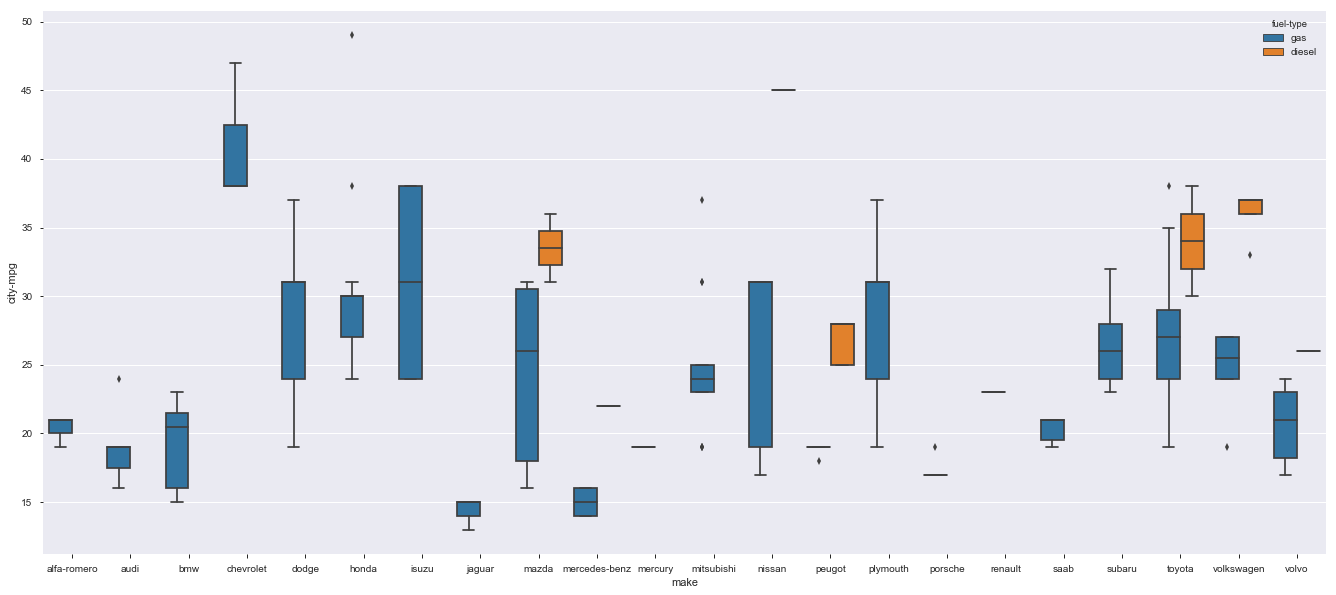 fuel-type
gas
diesel
city-mpg
50
45
40
35
30
25
20
15
alfa-romero audi bmw chevrolet dodge honda isuzu jaguar mazda mercedes-benz mercury mitsubishi nissan peugot plymouth porsche renault saab subaru toyota volkswagen volvo
make